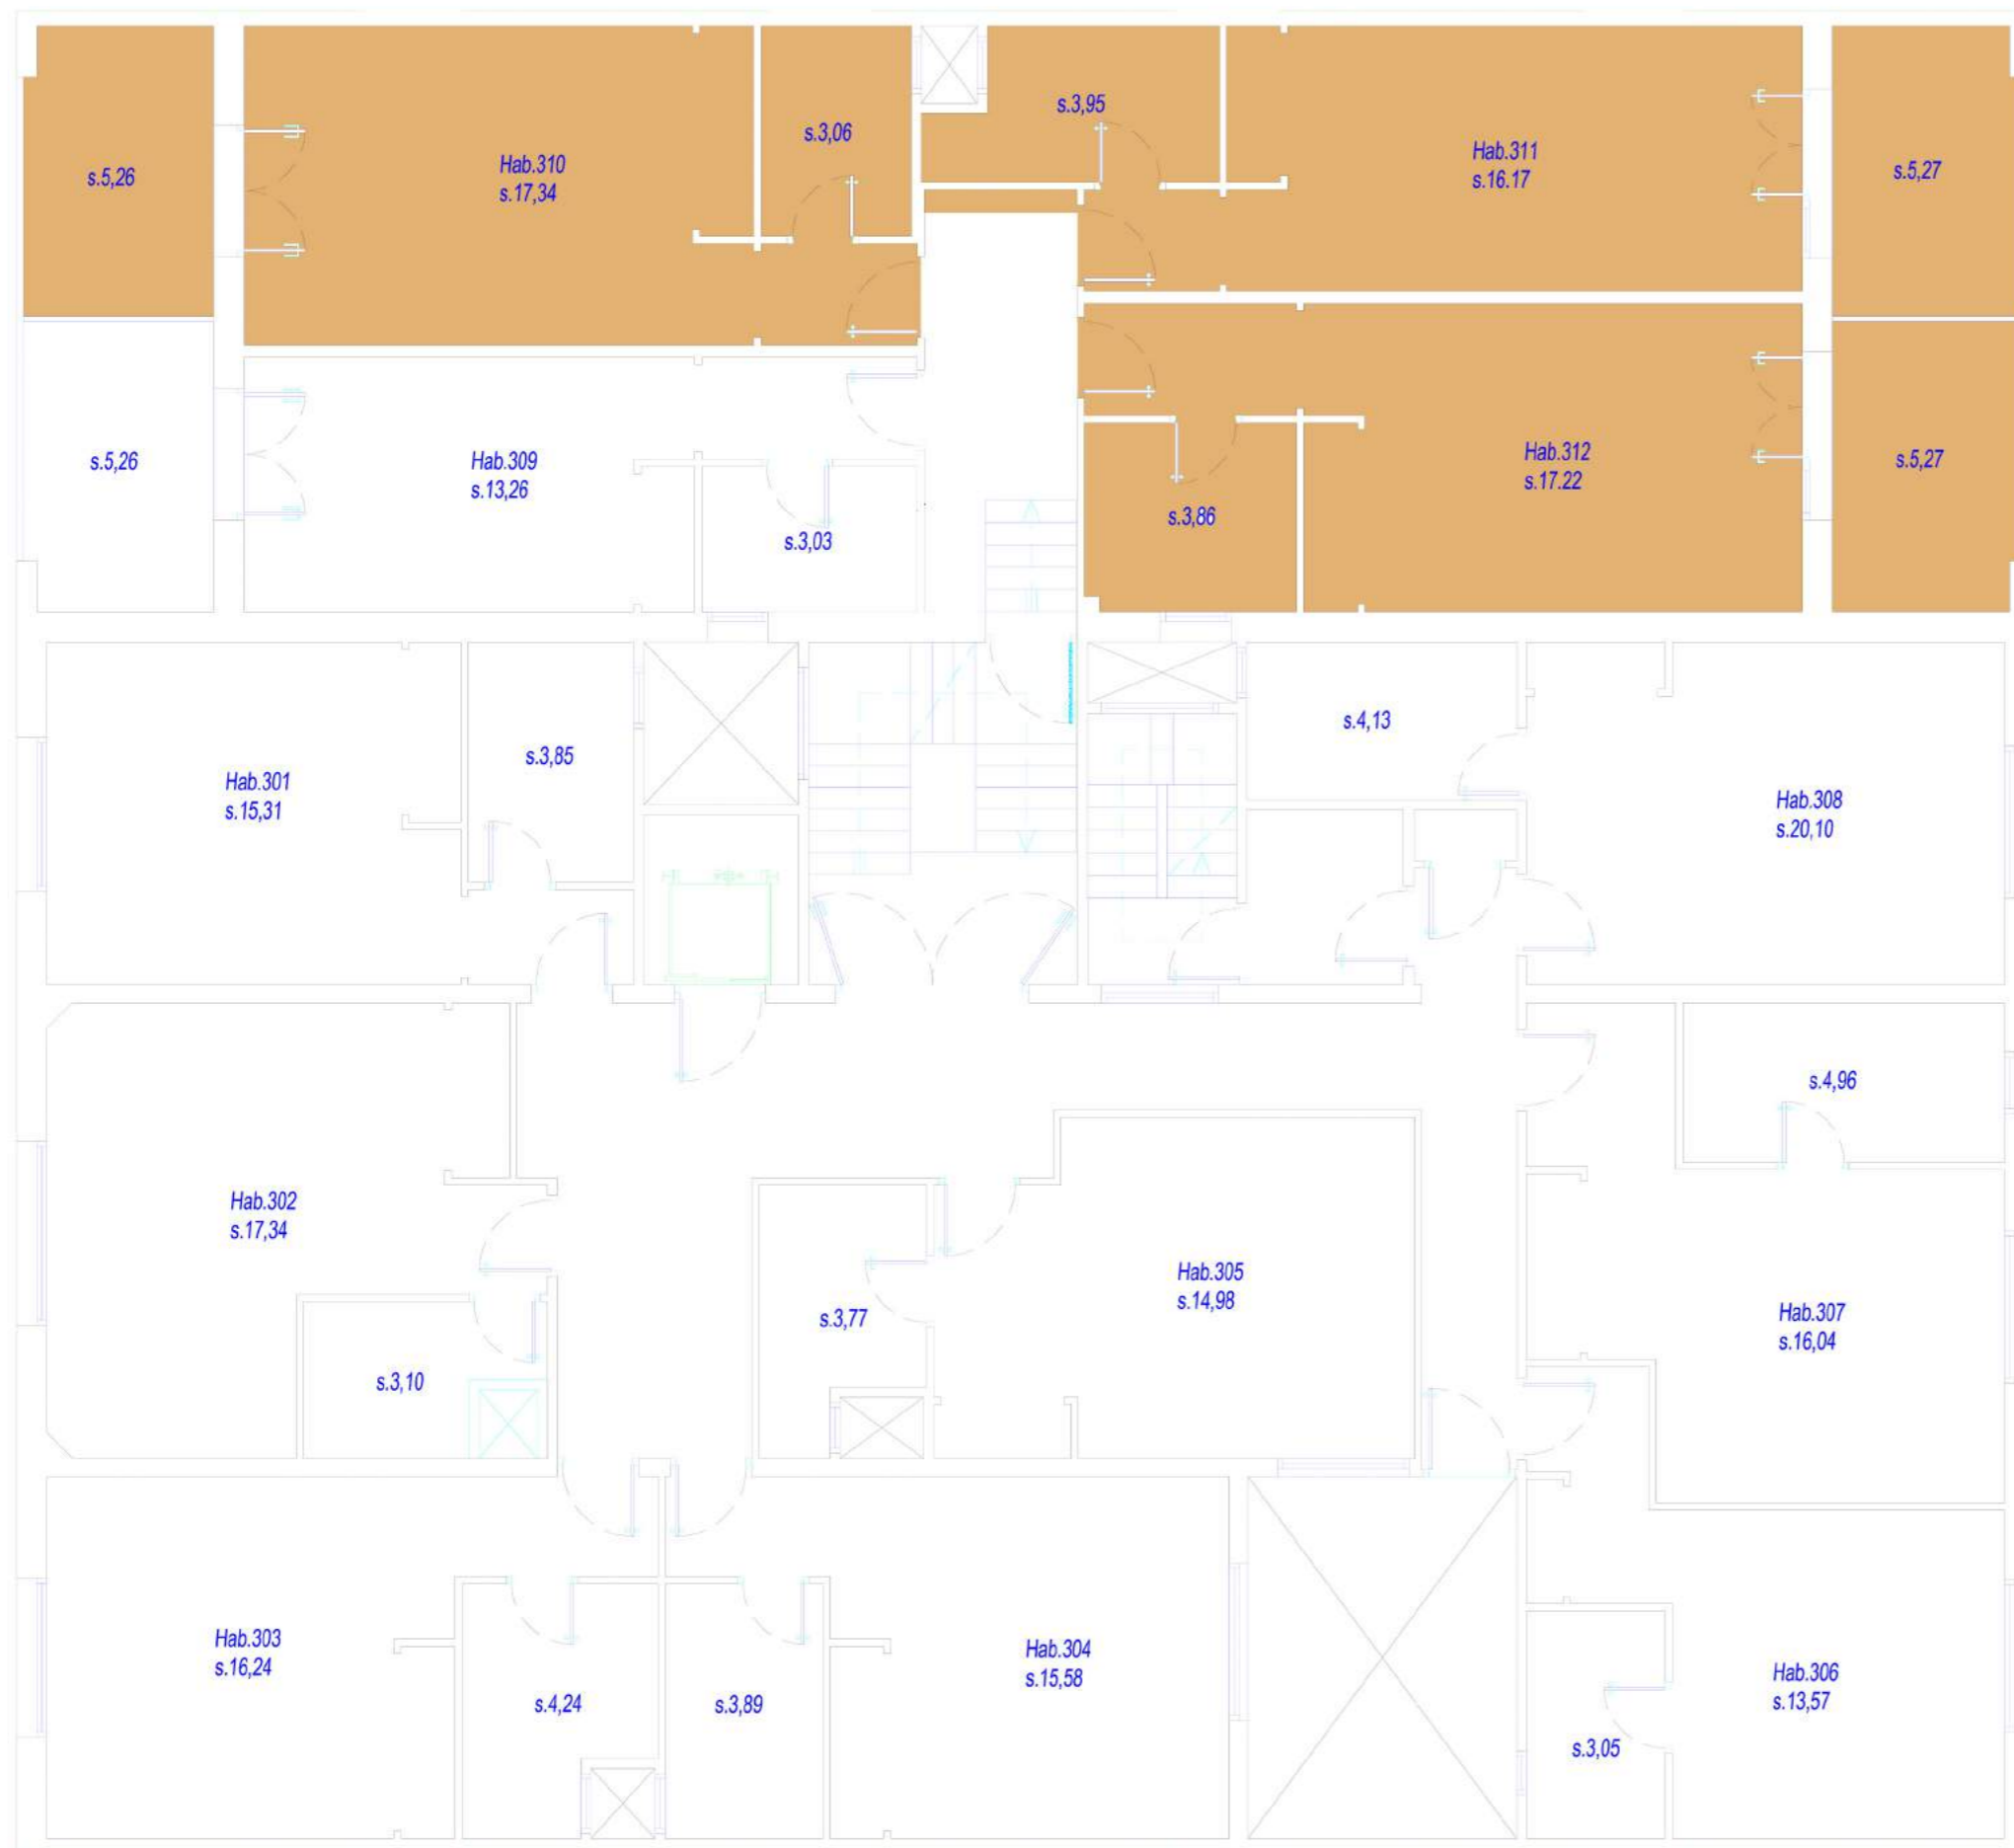 s.5,26
Hab.310
s.17,34
s.3,06
s.3,95
Hab.311
s.16.17
s.5,27
s.5,26
Hab.309
s.13,26
s.3,03
s.3,86
Hab.312
s.17.22
s.5,27
Hab.301
s.15,31
s.3,85
s.4,13
Hab.308
s.20,10
Hab.302
s.17,34
s.3,10
s.3,77
Hab.305
s.14,98
s.4,96
Hab.307
s.16,04
Hab.303
s.16,24
s.4,24
s.3,89
Hab.304
s.15,58
s.3,05
Hab.306
s.13,57